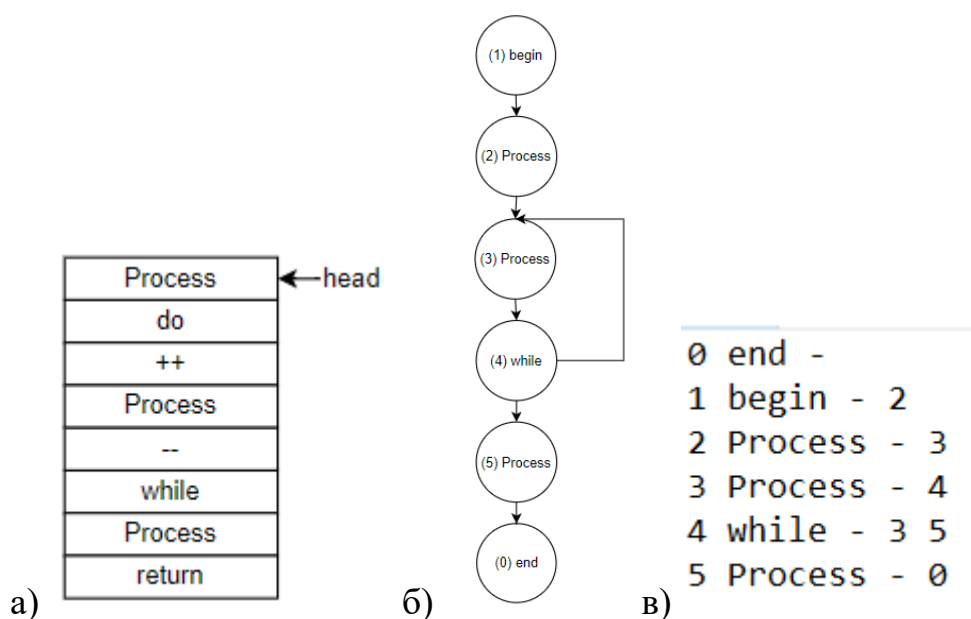 Process
head
do
++
Process
--
while
Process
return
а)
(1) begin
(2) Process
(3) Process
(4) while
(5) Process
(0) end
б)
0 end -
1 begin - 2
2 Process - 3
3 Process - 4
4 while - 3 5
5 Process - 0
в)